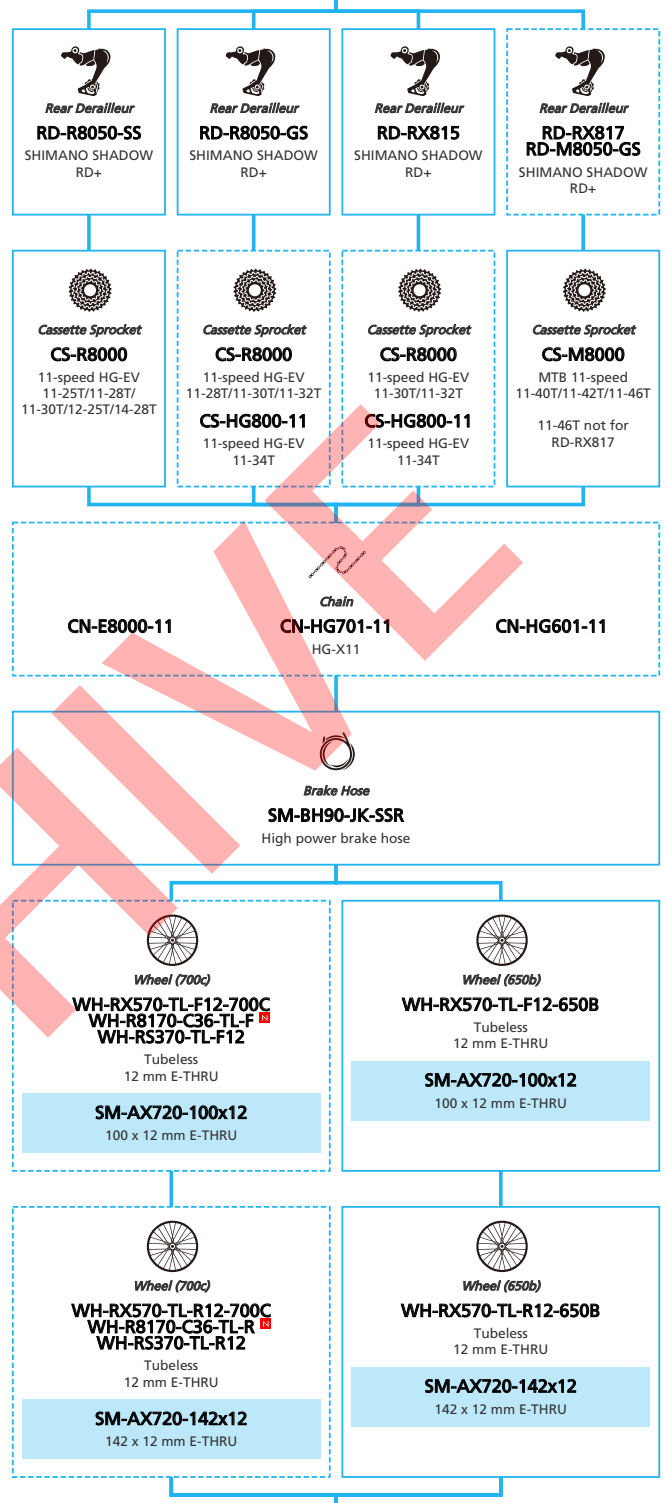 Rear Derailleur
RD-R8050-SS
SHIMANO SHADOW
RD+
Rear Derailleur
RD-R8050-GS
SHIMANO SHADOW
RD+
Rear Derailleur
RD-RX815
SHIMANO SHADOW
RD+
Rear Derailleur
RD-RX817
RD-M8050-GS
SHIMANO SHADOW
RD+
Cassette Sprocket
CS-R8000
11-speed HG-EV
11-25T/11-28T/
11-30T/12-25T/14-28T
Cassette Sprocket
CS-R8000
11-speed HG-EV
11-28T/11-30T/11-32T
CS-HG800-11
11-speed HG-EV
11-34T
Cassette Sprocket
CS-R8000
11-speed HG-EV
11-30T/11-32T
CS-HG800-11
11-speed HG-EV
11-34T
Cassette Sprocket
CS-M8000
MTB 11-speed
11-40T/11-42T/11-46T
11-46T not for
RD-RX817
Chain
CN-E8000-11
CN-HG701-11
HG-X11
CN-HG601-11
Brake Hose
SM-BH90-JK-SSR
High power brake hose
Wheel (700c)
WH-RX570-TL-F12-700C
WH-R8170-C36-TL-F N
WH-RS370-TL-F12
Tubeless
12 mm E-THRU
SM-AX720-100x12
100 x 12 mm E-THRU
Wheel (650b)
WH-RX570-TL-F12-650B
Tubeless
12 mm E-THRU
SM-AX720-100x12
100 x 12 mm E-THRU
Wheel (700c)
WH-RX570-TL-R12-700C
WH-R8170-C36-TL-R N
WH-RS370-TL-R12
Tubeless
12 mm E-THRU
SM-AX720-142x12
142 x 12 mm E-THRU
Wheel (650b)
WH-RX570-TL-R12-650B
Tubeless
12 mm E-THRU
SM-AX720-142x12
142 x 12 mm E-THRU
HIVE